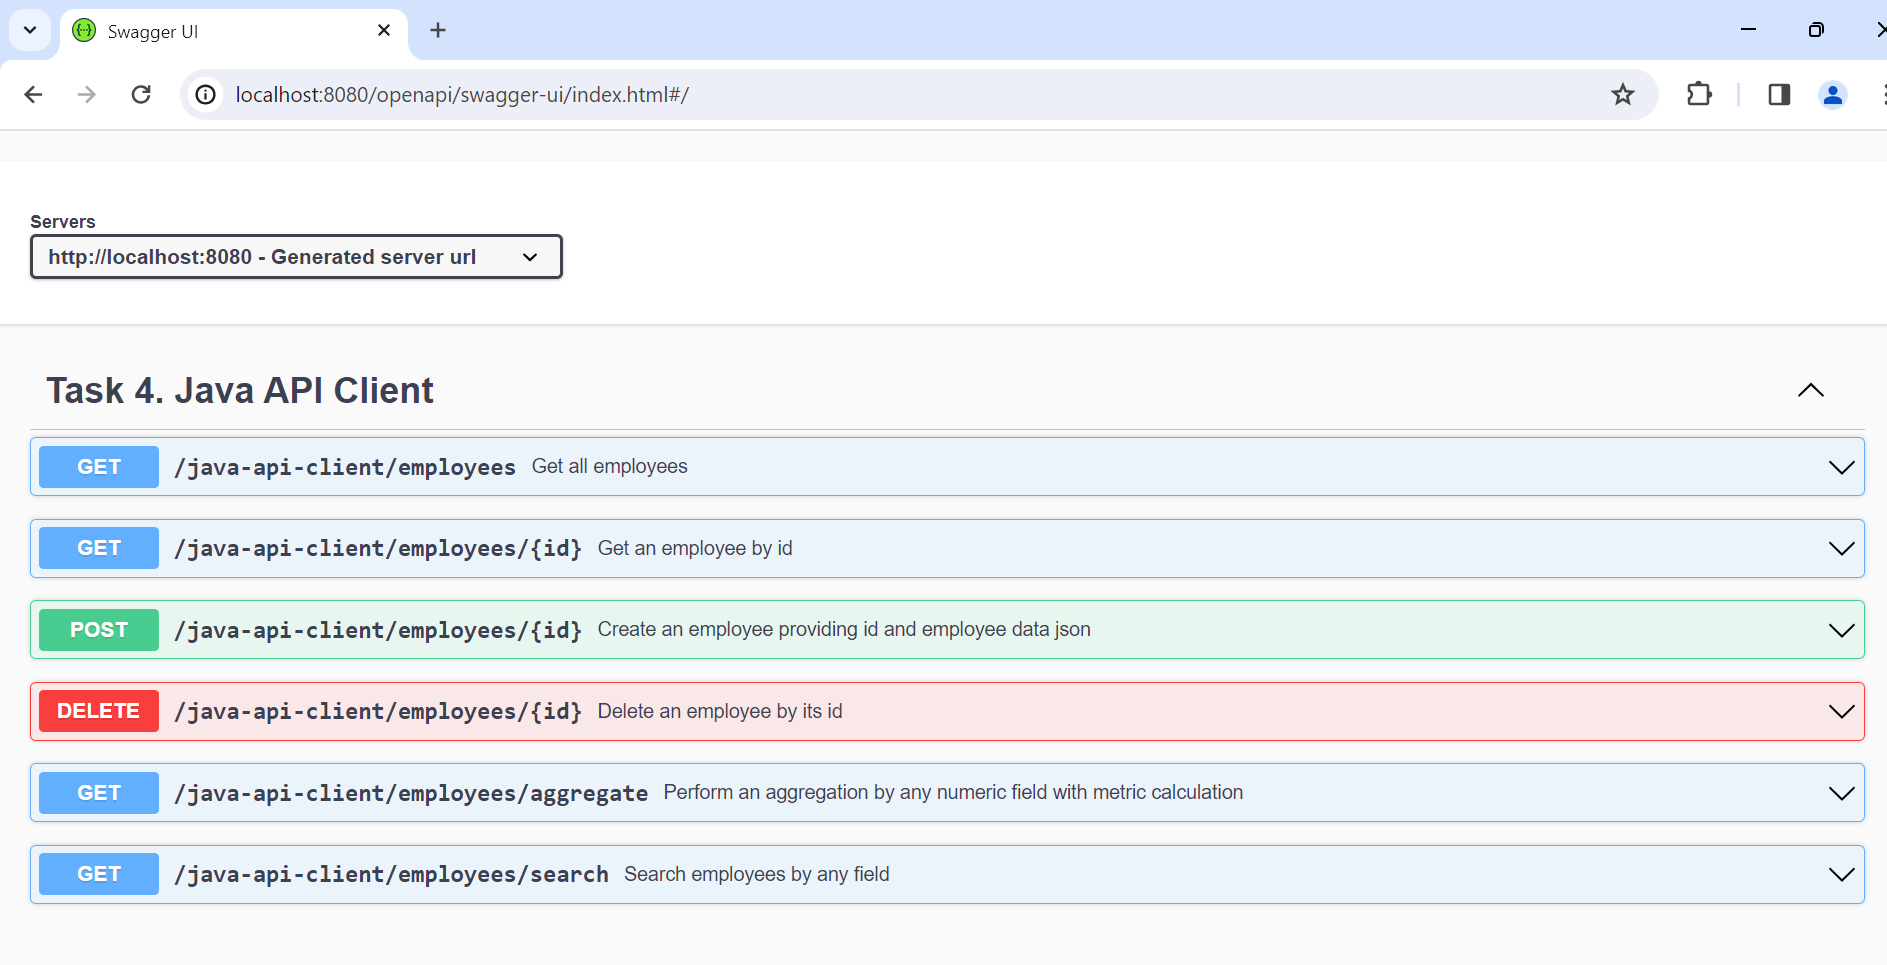 Swagger UI
localhost:8080/openapi/swagger-ui/index.html#/
Servers
http://localhost:8080 - Generated server url
Task 4. Java API Client
GET /java-api-client/employees Get all employees
GET /java-api-client/employees/{id} Get an employee by id
POST /java-api-client/employees/{id} Create an employee providing id and employee data json
DELETE /java-api-client/employees/{id} Delete an employee by its id
GET /java-api-client/employees/aggregate Perform an aggregation by any numeric field with metric calculation
GET /java-api-client/employees/search Search employees by any field